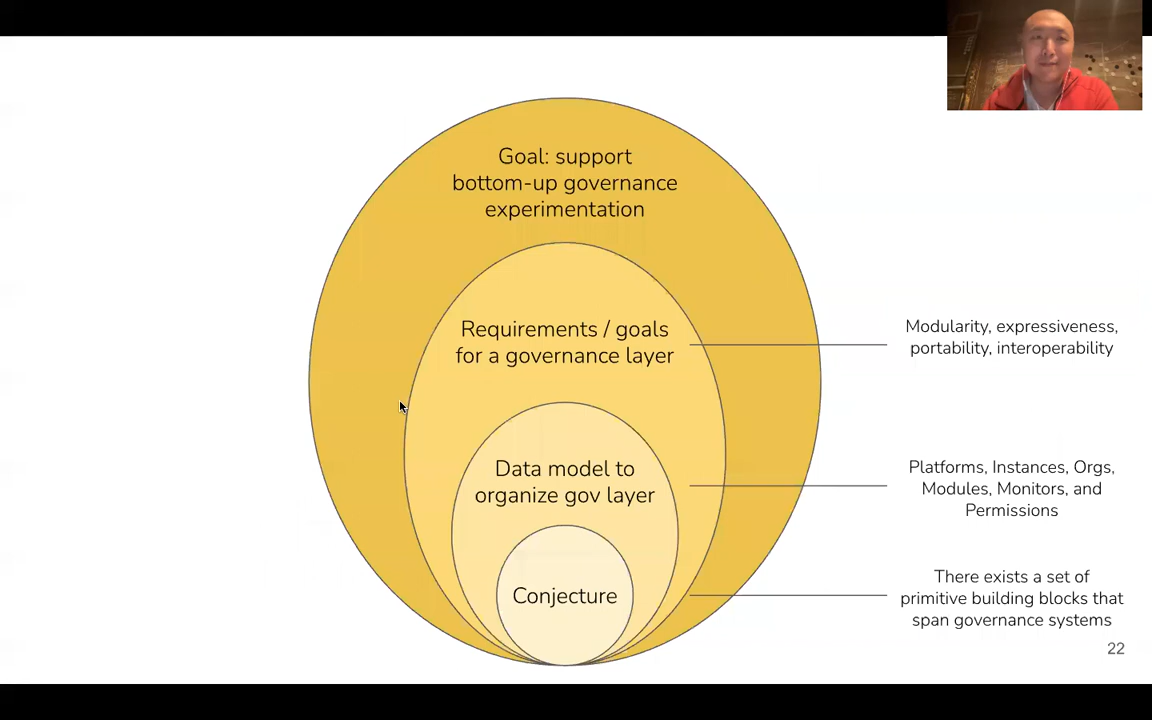 Goal: support
bottom-up governance
experimentation
Requirements / goals
for a governance layer
Modularity, expressiveness,
portability, interoperability
Data model to
organize gov layer
Platforms, Instances, Orgs,
Modules, Monitors, and
Permissions
Conjecture
There exists a set of
primitive building blocks that
span governance systems
22